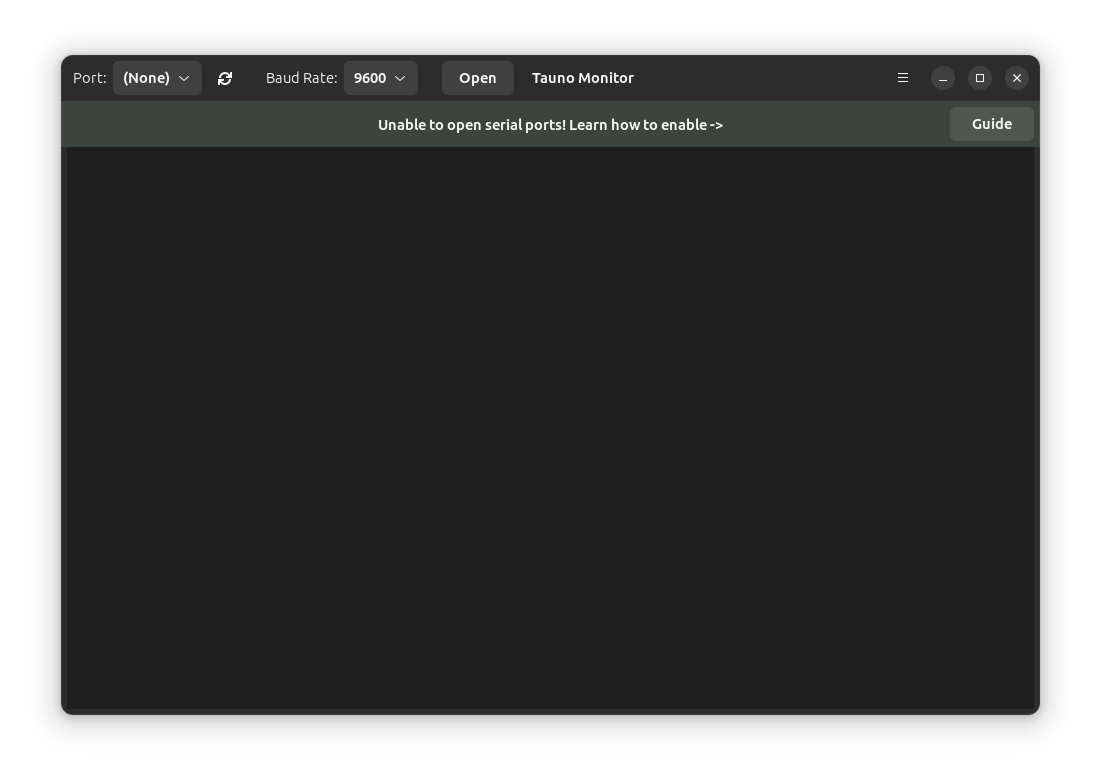 Port: (None) Baud Rate: 9600 Open Tauno Monitor
Unable to open serial ports! Learn how to enable -> Guide